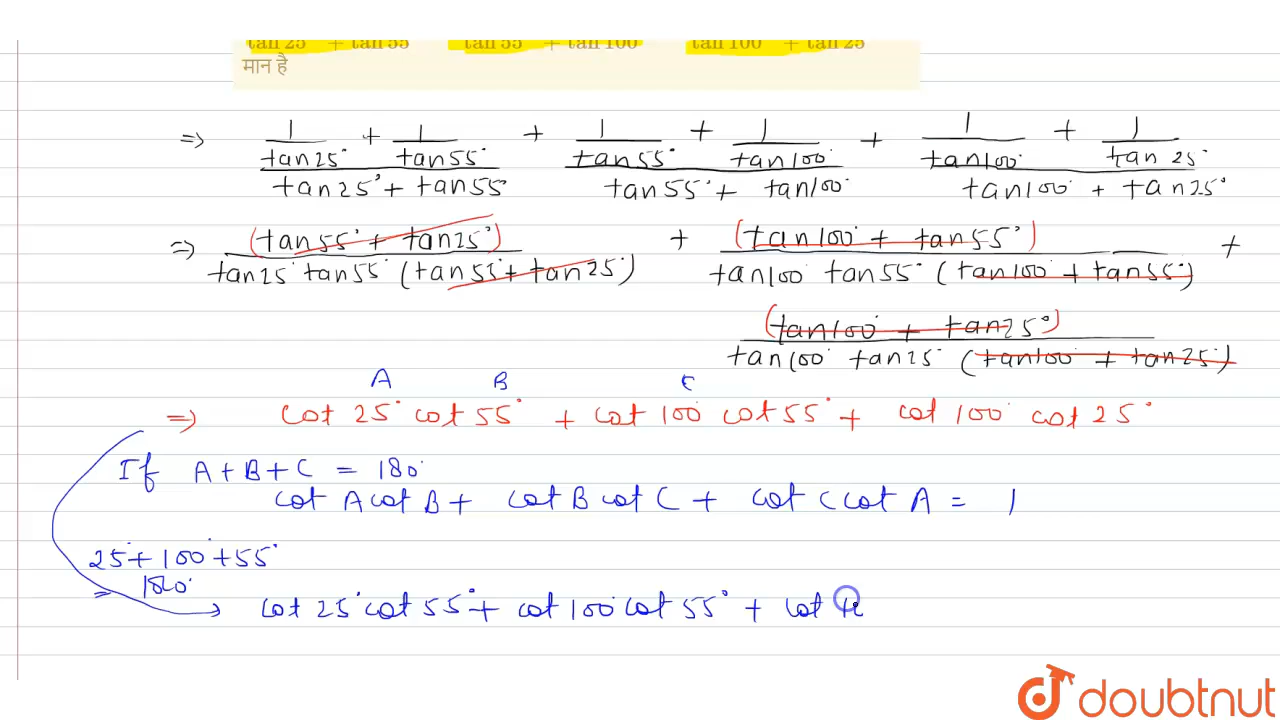 tan 25° + tan 55° tan 55° + tan 100° tan 100° + tan 25°
मान है
=> 1/tan25° + 1/tan55° + 1/tan55° + 1/tan100° + 1/tan100° + 1/tan25°
tan25° + tan55° tan55° + tan100° tan100° + tan25°
=> (tan55° + tan25°) + (tan100° + tan55°) +
tan25° tan55° (tan55° + tan25°) tan100° tan55° (tan100° + tan55°)
(tan100° + tan25°)
tan100° tan25° (tan100° + tan25°)
A B C
=> cot 25° cot 55° + cot 100° cot 55° + cot 100° cot 25°
If A + B + C = 180°
cot A cot B + cot B cot C + cot C cot A = 1
25° + 100° + 55°
= 180°
cot 25° cot 55° + cot 100° cot 55° + cot
doubtnut